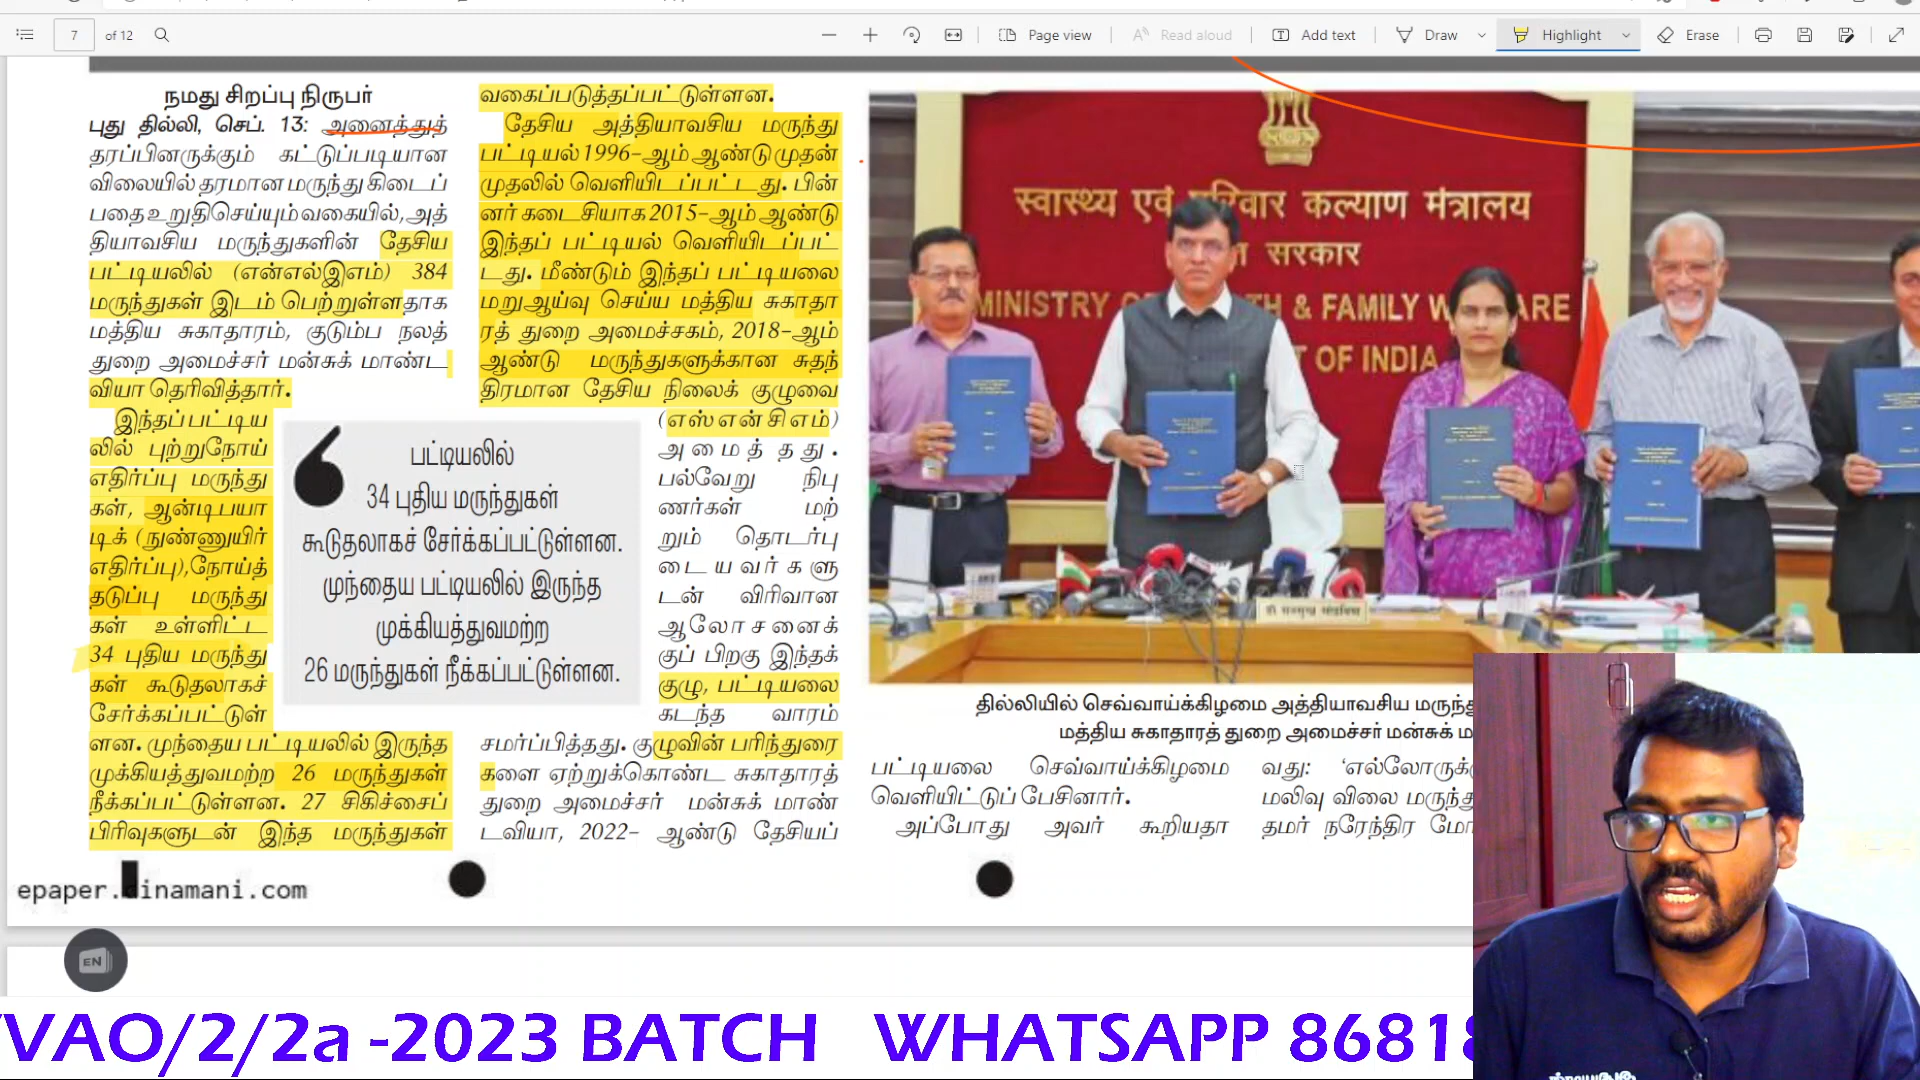 7
of 12
Page view
Read aloud
Add text
Draw
Highlight
Erase
நமது சிறப்பு நிருபர்
புது தில்லி, செப். 13: அனைத்துத்
தரப்பினருக்கும் கட்டுப்படியான
விலையில் தரமான மருந்து கிடைப்
பதை உறுதிசெய்யும் வகையில், அத்
தியாவசிய மருந்துகளின் தேசிய
பட்டியலில் (என்எல்இஎம்) 384
மருந்துகள் இடம் பெற்றுள்ளதாக
மத்திய சுகாதாரம், குடும்ப நலத்
துறை அமைச்சர் மன்சுக் மாண்ட
வியா தெரிவித்தார்.
இந்தப் பட்டிய
லில் புற்றுநோய்
எதிர்ப்பு மருந்து
கள், ஆன்டிபயா
டிக் (நுண்ணுயிர்
எதிர்ப்பு), நோய்த்
தடுப்பு மருந்து
கள் உள்ளிட்ட
34 புதிய மருந்து
கள் கூடுதலாகச்
சேர்க்கப்பட்டுள்
ளன. முந்தைய பட்டியலில் இருந்த
முக்கியத்துவமற்ற 26 மருந்துகள்
நீக்கப்பட்டுள்ளன. 27 சிகிச்சைப்
பிரிவுகளுடன் இந்த மருந்துகள்
பட்டியலில்
34 புதிய மருந்துகள்
கூடுதலாகச் சேர்க்கப்பட்டுள்ளன.
முந்தைய பட்டியலில் இருந்த
முக்கியத்துவமற்ற
26 மருந்துகள் நீக்கப்பட்டுள்ளன.
வகைப்படுத்தப்பட்டுள்ளன.
தேசிய அத்தியாவசிய மருந்து
பட்டியல் 1996-ஆம் ஆண்டு முதன்
முதலில் வெளியிடப்பட்டது. பின்
னர் கடைசியாக 2015-ஆம் ஆண்டு
இந்தப் பட்டியல் வெளியிடப்பட்
டது. மீண்டும் இந்தப் பட்டியலை
மறுஆய்வு செய்ய மத்திய சுகாதா
ரத் துறை அமைச்சகம், 2018-ஆம்
ஆண்டு மருந்துகளுக்கான சுதந்
திரமான தேசிய நிலைக் குழுவை
(எஸ்என்சிஎம்)
அமைத்தது.
பல்வேறு நிபு
ணர்கள் மற்
றும் தொடர்பு
டையவர்களு
டன் விரிவான
ஆலோசனைக்
குப் பிறகு இந்தக்
குழு, பட்டியலை
கடந்த வாரம்
சமர்ப்பித்தது. குழுவின் பரிந்துரை
களை ஏற்றுக்கொண்ட சுகாதாரத்
துறை அமைச்சர் மன்சுக் மாண்
டவியா, 2022- ஆண்டு தேசியப்
स्वास्थ्य एवं परिवार कल्याण मंत्रालय
सरकार
MINISTRY
& FAMILY
OF INDIA
தில்லியில் செவ்வாய்க்கிழமை அத்தியாவசிய
மத்திய சுகாதாரத் துறை அமைச்சர் மன்சுக்
பட்டியலை செவ்வாய்க்கிழமை
வெளியிட்டுப் பேசினார்.
அப்போது அவர் கூறியதா
வது:
மலிவு விலை
தமர் நரேந்திர
epaper.dinamani.com
EN
VAO/2/2a -2023 BATCH WHATSAPP 8681